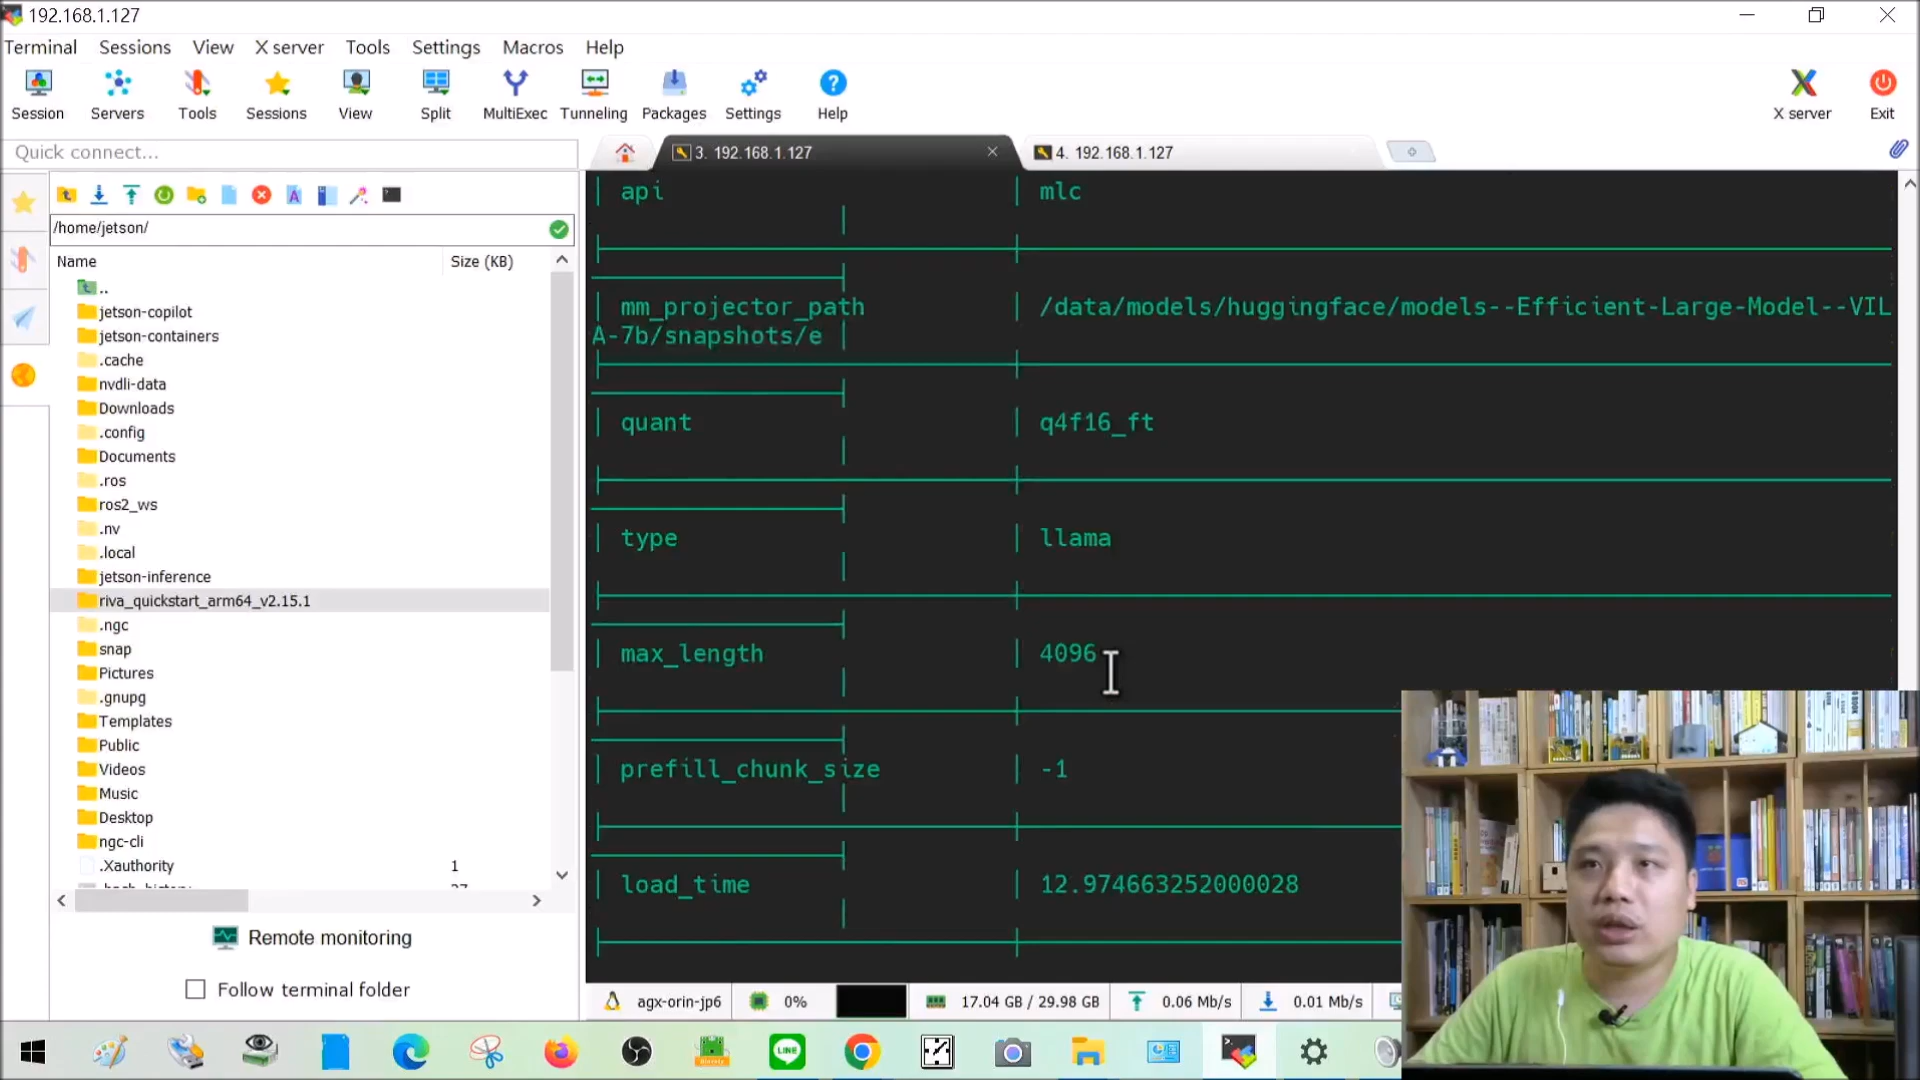 192.168.1.127
Terminal Sessions View X server Tools Settings Macros Help
Session Servers Tools Sessions View Split MultiExec Tunneling Packages Settings Help X server Exit
Quick connect...
3. 192.168.1.127
4. 192.168.1.127
/home/jetson/
Name Size (KB)
..
jetson-copilot
jetson-containers
.cache
nvdli-data
Downloads
.config
Documents
.ros
ros2_ws
.nv
.local
jetson-inference
riva_quickstart_arm64_v2.15.1
.ngc
snap
Pictures
.gnupg
Templates
Public
Videos
Music
Desktop
ngc-cli
.Xauthority 1
Remote monitoring
Follow terminal folder
api mlc
mm_projector_path /data/models/huggingface/models--Efficient-Large-Model--VIL
A-7b/snapshots/e
quant q4f16_ft
type llama
max_length 4096
prefill_chunk_size -1
load_time 12.974663252000028
agx-orin-jp6 0% 17.04 GB / 29.98 GB 0.06 Mb/s 0.01 Mb/s
LINE